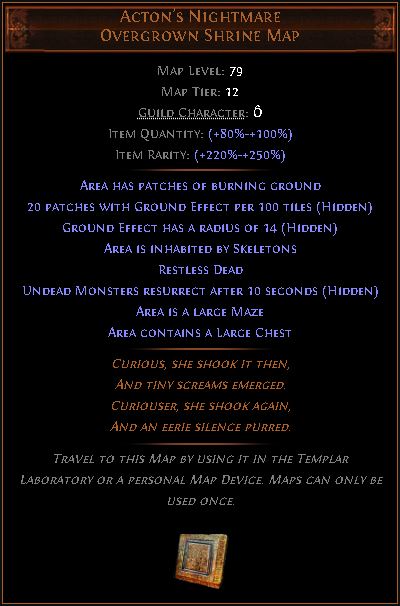 Acton's Nightmare
Overgrown Shrine Map
Map Level: 79
Map Tier: 12
Guild Character: Ô
Item Quantity: (+80%-+100%)
Item Rarity: (+220%-+250%)
Area has patches of burning ground
20 patches with Ground Effect per 100 tiles (Hidden)
Ground Effect has a radius of 14 (Hidden)
Area is inhabited by Skeletons
Restless Dead
Undead Monsters resurrect after 10 seconds (Hidden)
Area is a large Maze
Area contains a Large Chest
Curious, she shook it then,
And tiny screams emerged.
Curiouser, she shook again,
And an eerie silence purred.
Travel to this Map by using it in the Templar
Laboratory or a personal Map Device. Maps can only be
used once.